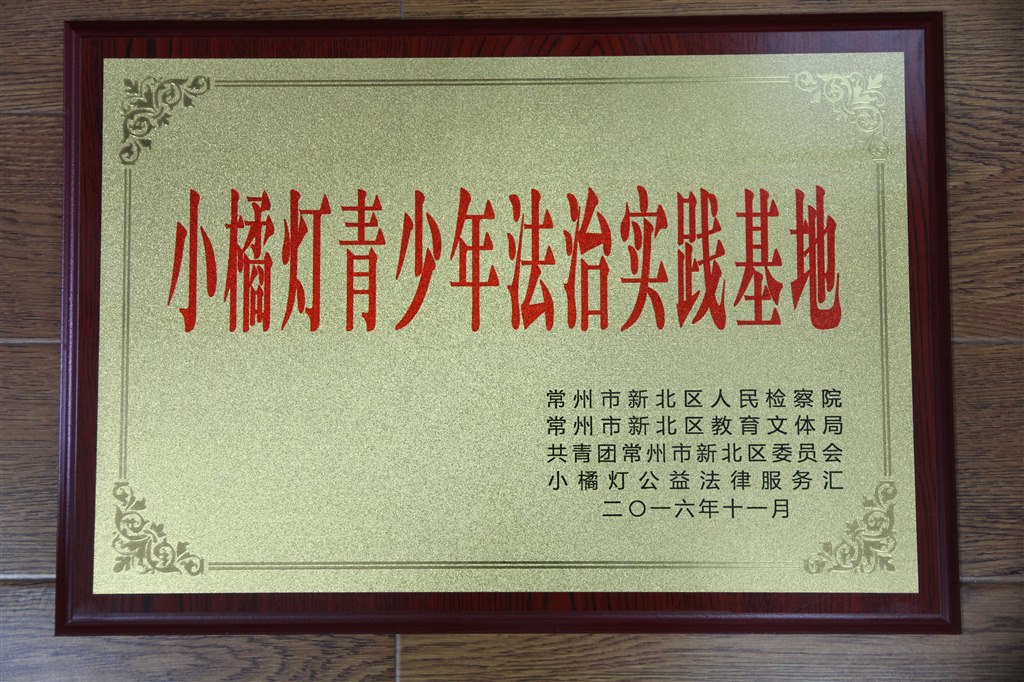 小橘灯青少年法治实践基地
常州市新北区人民检察院
常州市新北区教育文体局
共青团常州市新北区委员会
小橘灯公益法律服务汇
二〇一六年十一月